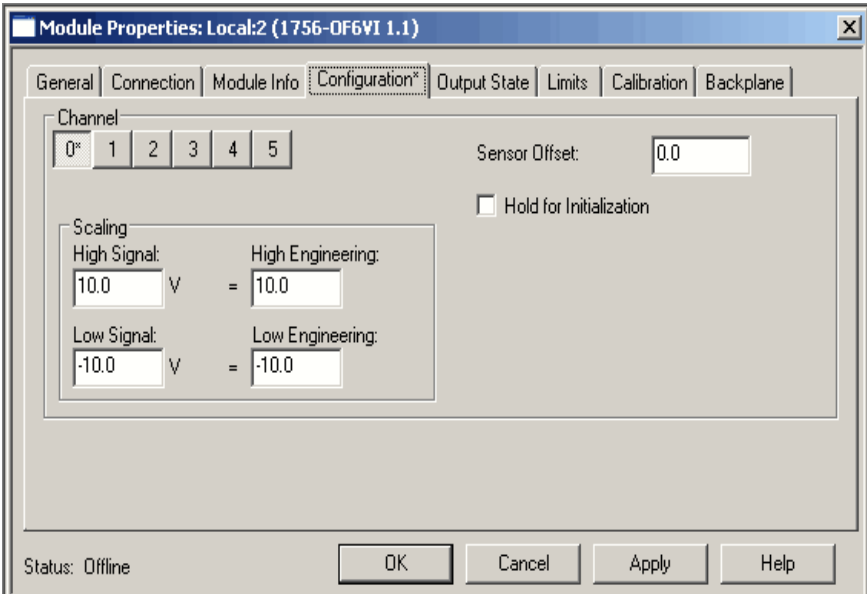 Module Properties: Local:2 (1756-OF6VI 1.1)
General Connection Module Info Configuration* Output State Limits Calibration Backplane
Channel
0* 1 2 3 4 5
Sensor Offset: 0.0
Hold for Initialization
Scaling
High Signal: High Engineering:
10.0 V = 10.0
Low Signal: Low Engineering:
-10.0 V = -10.0
Status: Offline
OK Cancel Apply Help